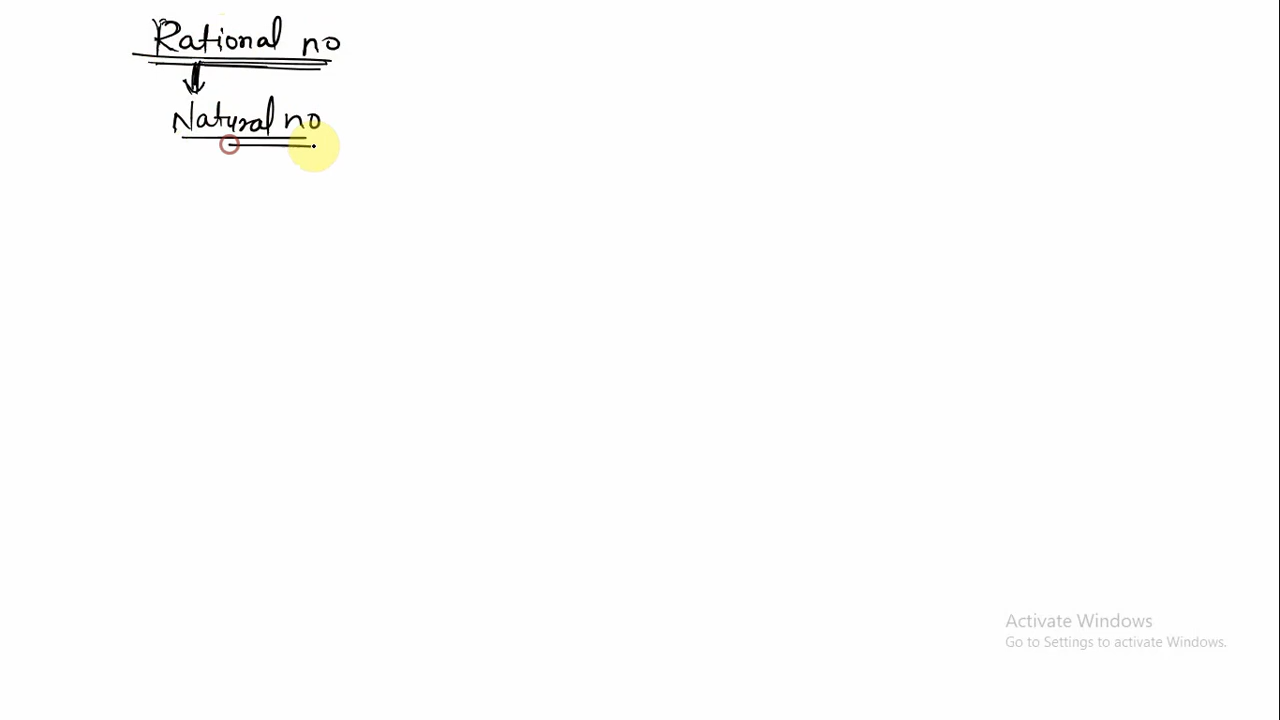 Rational no
Natural no
Activate Windows
Go to Settings to activate Windows.